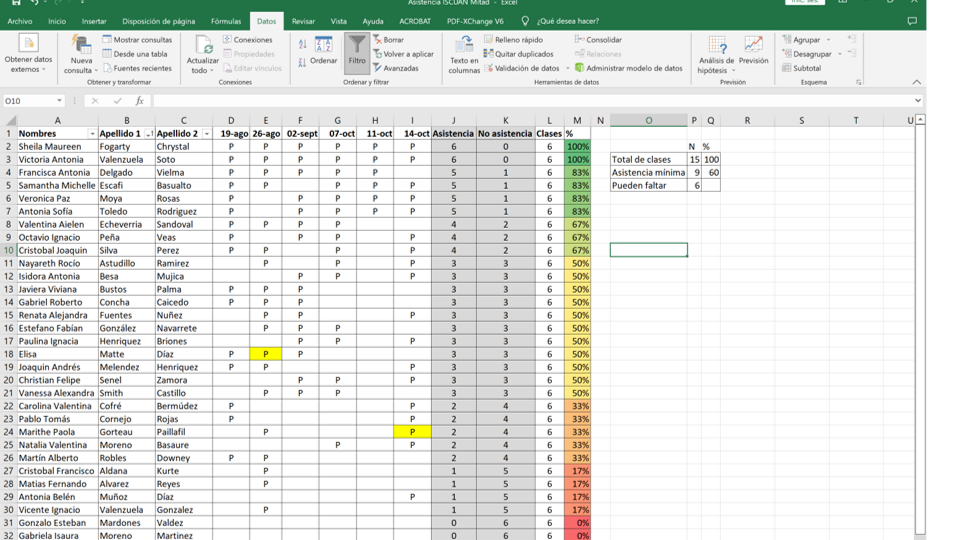 Asistencia ISCUAN Mitad - Excel
Archivo Inicio Insertar Disposición de página Fórmulas Datos Revisar Vista Ayuda ACROBAT PDF-XChange V6 ¿Qué desea hacer?
Obtener datos externos
Nueva consulta
Mostrar consultas
Desde una tabla
Fuentes recientes
Obtener y transformar
Actualizar todo
Conexiones
Propiedades
Editar vínculos
Conexiones
Ordenar
Filtro
Borrar
Volver a aplicar
Avanzadas
Ordenar y filtrar
Texto en columnas
Relleno rápido
Quitar duplicados
Validación de datos
Consolidar
Relaciones
Administrar modelo de datos
Herramientas de datos
Análisis de hipótesis
Previsión
Previsión
Agrupar
Desagrupar
Subtotal
Esquema
O10 fx
A B C D E F G H I J K L M N O P Q R S T U
1 Nombres Apellido 1 Apellido 2 19-ago 26-ago 02-sept 07-oct 11-oct 14-oct Asistencia No asistencia Clases %
2 Sheila Maureen Fogarty Chrystal P P P P P P 6 0 6 100% N %
3 Victoria Antonia Valenzuela Soto P P P P P P 6 0 6 100% Total de clases 15 100
4 Francisca Antonia Delgado Vielma P P P P P 5 1 6 83% Asistencia mínima 9 60
5 Samantha Michelle Escafi Basualto P P P P P 5 1 6 83% Pueden faltar 6
6 Veronica Paz Moya Rosas P P P P P 5 1 6 83%
7 Antonia Sofía Toledo Rodriguez P P P P P 5 1 6 83%
8 Valentina Aielen Echeverria Sandoval P P P P 4 2 6 67%
9 Octavio Ignacio Peña Veas P P P P 4 2 6 67%
10 Cristobal Joaquin Silva Perez P P P P 4 2 6 67%
11 Nayareth Rocío Astudillo Ramirez P P P 3 3 6 50%
12 Isidora Antonia Besa Mujica P P P 3 3 6 50%
13 Javiera Viviana Bustos Palma P P P 3 3 6 50%
14 Gabriel Roberto Concha Caicedo P P P 3 3 6 50%
15 Renata Alejandra Fuentes Nuñez P P P 3 3 6 50%
16 Estefano Fabían González Navarrete P P P 3 3 6 50%
17 Paulina Ignacia Henriquez Briones P P P 3 3 6 50%
18 Elisa Matte Díaz P P P 3 3 6 50%
19 Joaquin Andrés Melendez Henriquez P P P 3 3 6 50%
20 Christian Felipe Senel Zamora P P P 3 3 6 50%
21 Vanessa Alexandra Smith Castillo P P P 3 3 6 50%
22 Carolina Valentina Cofré Bermúdez P P 2 4 6 33%
23 Pablo Tomás Cornejo Rojas P P 2 4 6 33%
24 Marithe Paola Gorteau Paillafil P P 2 4 6 33%
25 Natalia Valentina Moreno Basaure P P 2 4 6 33%
26 Martín Alberto Robles Downey P P 2 4 6 33%
27 Cristobal Francisco Aldana Kurte P 1 5 6 17%
28 Matias Fernando Alvarez Reyes P 1 5 6 17%
29 Antonia Belén Muñoz Díaz P 1 5 6 17%
30 Vicente Ignacio Valenzuela Gonzalez P 1 5 6 17%
31 Gonzalo Esteban Mardones Valdez 0 6 6 0%
32 Gabriela Isaura Moreno Martinez 0 6 6 0%